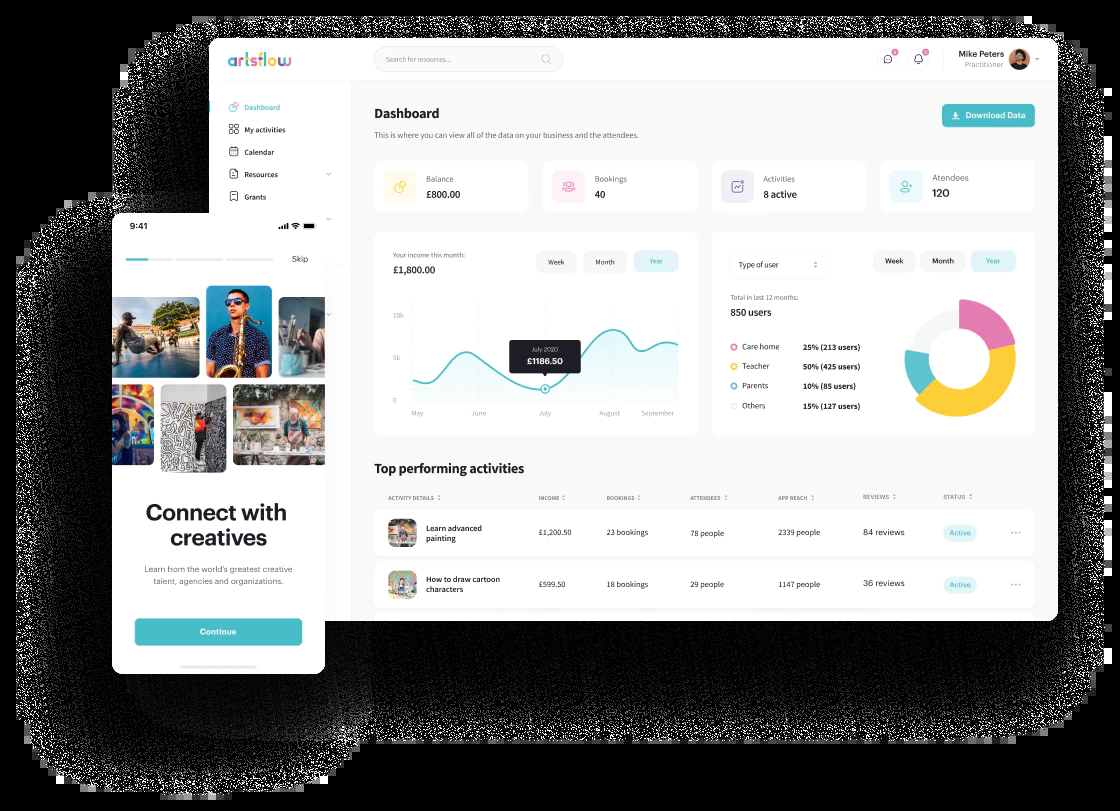 artsflow
Search for resources...
Mike Peters
Practitioner
Dashboard
My activities
Calendar
Resources
Grants
Dashboard
Download Data
This is where you can view all of the data on your business and the attendees.
Balance
£800.00
Bookings
40
Activities
8 active
Atendees
120
Your income this month:
£1,800.00
Week
Month
Year
10k
5k
0
July 2020
£1186.50
May
June
July
August
September
Type of user
Week
Month
Year
Total in last 12 months:
850 users
Care home 25% (213 users)
Teacher 50% (425 users)
Parents 10% (85 users)
Others 15% (127 users)
Top performing activities
ACTIVITY DETAILS INCOME BOOKINGS ATTENDEES APP REACH REVIEWS STATUS
Learn advanced
painting
£1,200.50 23 bookings 78 people 2339 people 84 reviews Active
How to draw cartoon
characters
£599.50 18 bookings 29 people 1147 people 36 reviews Active
9:41
Skip
Connect with
creatives
Learn from the world's greatest creative
talent, agencies and organizations.
Continue